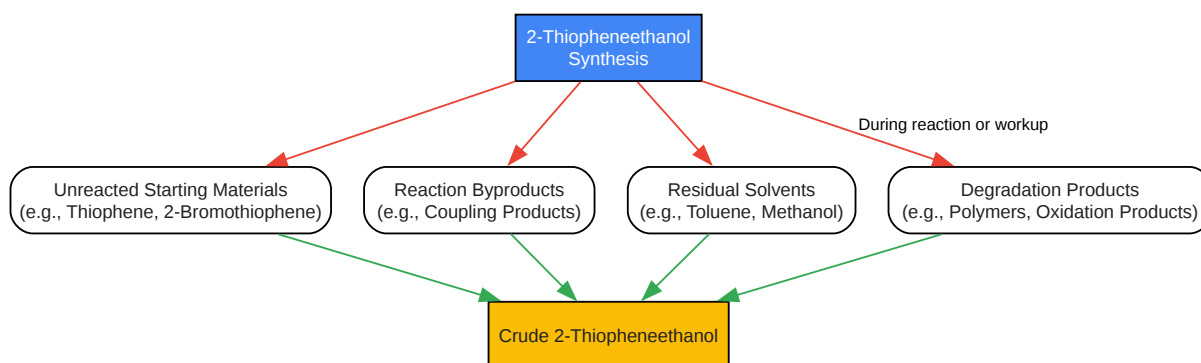 2-Thiopheneethanol
Synthesis
During reaction or workup
Unreacted Starting Materials
(e.g., Thiophene, 2-Bromothiophene)
Reaction Byproducts
(e.g., Coupling Products)
Residual Solvents
(e.g., Toluene, Methanol)
Degradation Products
(e.g., Polymers, Oxidation Products)
Crude 2-Thiopheneethanol